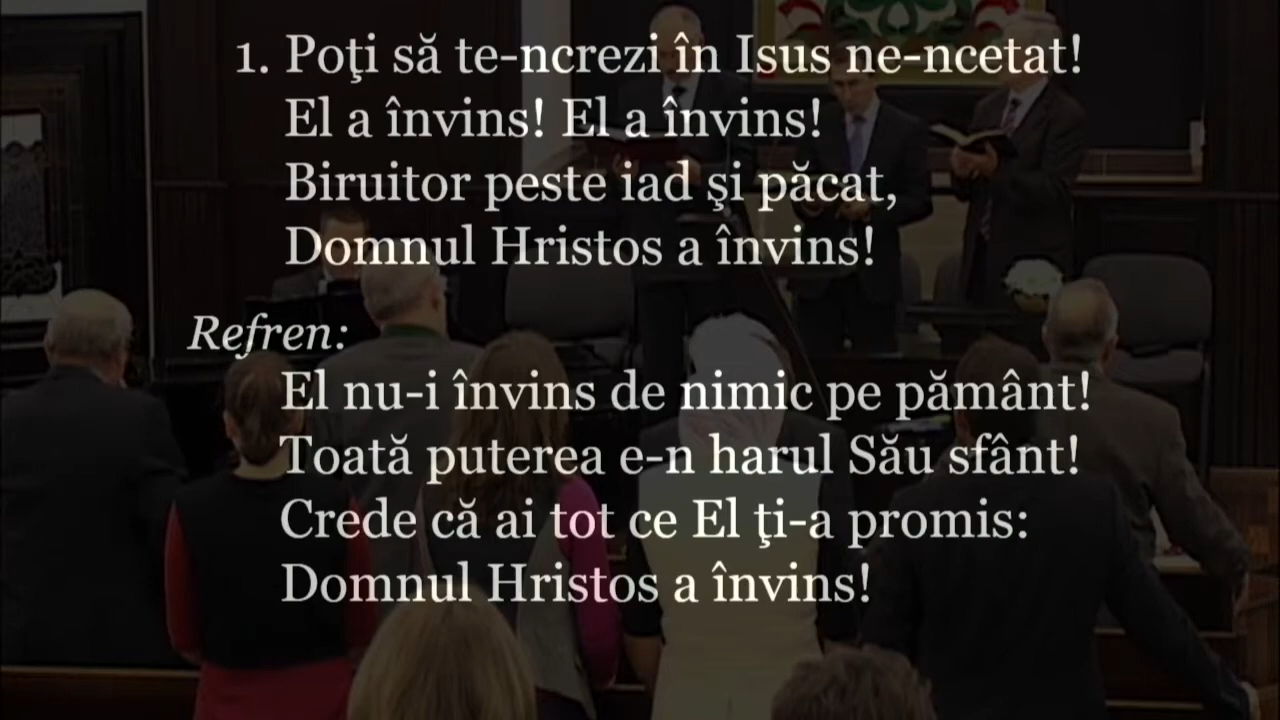 1. Poţi să te-ncrezi în Isus ne-ncetat!
El a învins! El a învins!
Biruitor peste iad şi păcat,
Domnul Hristos a învins!
Refren:
El nu-i învins de nimic pe pământ!
Toată puterea e-n harul Său sfânt!
Crede că ai tot ce El ţi-a promis:
Domnul Hristos a învins!